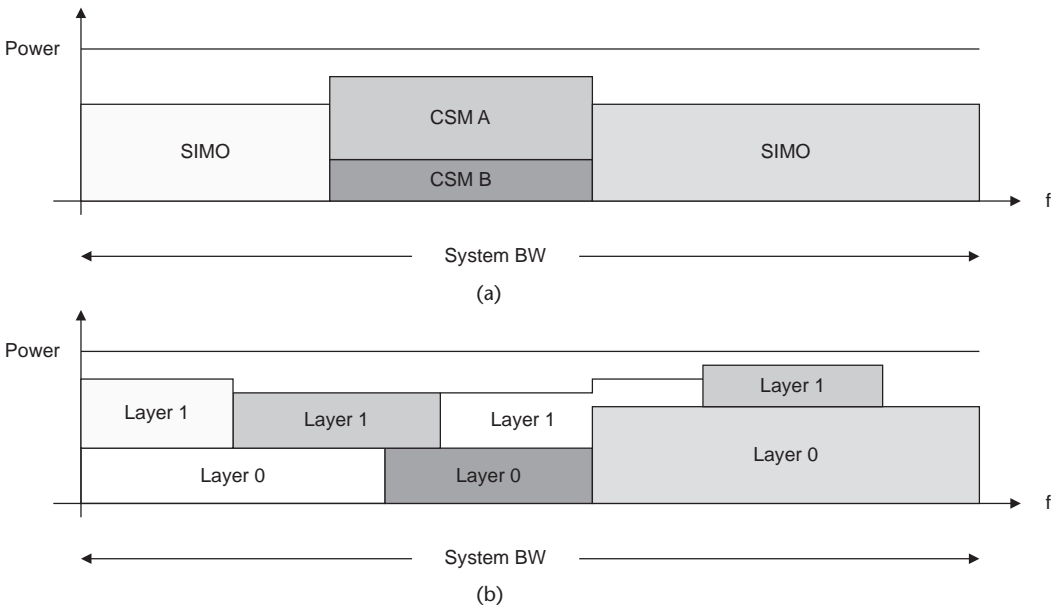 Power
CSM A
SIMO
SIMO
CSM B
f
System BW
(a)
Power
Layer 1
Layer 1
Layer 1
Layer 1
Layer 0
Layer 0
Layer 0
f
System BW
(b)